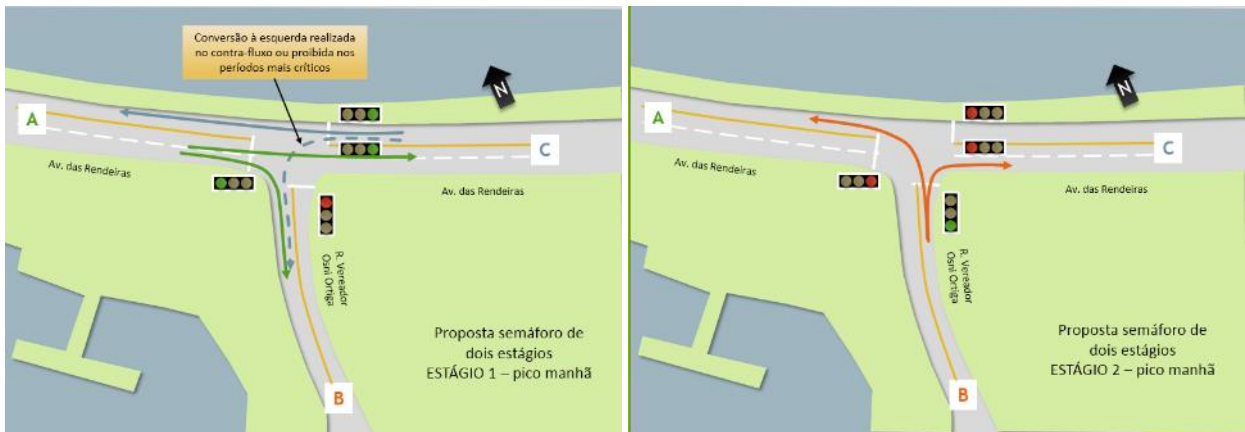 Conversão à esquerda realizada
no contra-fluxo ou proibida nos
períodos mais críticos
N
A
C
Av. das Rendeiras
Av. das Rendeiras
R. Vereador
Osni Ortiga
Proposta semáforo de
dois estágios
ESTÁGIO 1 – pico manhã
B
N
A
C
Av. das Rendeiras
Av. das Rendeiras
R. Vereador
Osni Ortiga
Proposta semáforo de
dois estágios
ESTÁGIO 2 – pico manhã
B